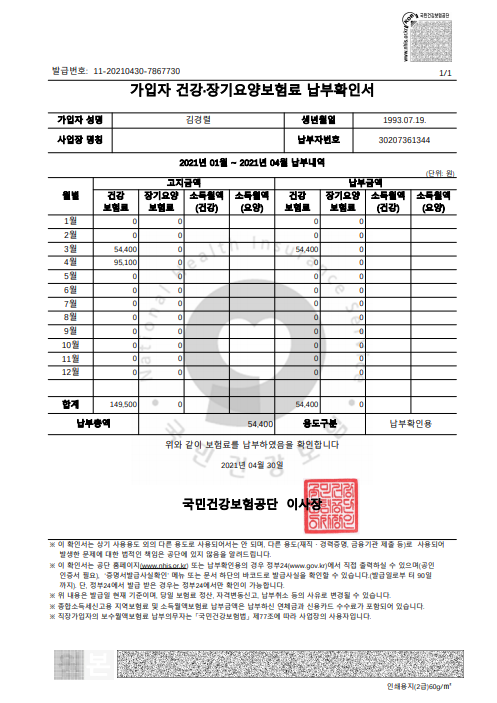 국민건강보험공단
www.nhis.or.kr
발급번호: 11-20210430-7867730
1/1
가입자 건강·장기요양보험료 납부확인서
가입자 성명 김경렬 생년월일 1993.07.19.
사업장 명칭 납부자번호 30207361344
2021년 01월 ~ 2021년 04월 납부내역
(단위: 원)
월별 고지금액 납부금액
건강보험료 장기요양보험료 소득월액(건강) 소득월액(요양) 건강보험료 장기요양보험료 소득월액(건강) 소득월액(요양)
1월 0 0 0 0
2월 0 0 0 0
3월 54,400 0 54,400 0
4월 95,100 0 0 0
5월 0 0 0 0
6월 0 0 0 0
7월 0 0 0 0
8월 0 0 0 0
9월 0 0 0 0
10월 0 0 0 0
11월 0 0 0 0
12월 0 0 0 0
합계 149,500 0 54,400 0
납부총액 54,400 용도구분 납부확인용
National Health Insurance Service
국민건강보험공단
위와 같이 보험료를 납부하였음을 확인합니다
2021년 04월 30일
국민건강보험공단 이사장
※ 이 확인서는 상기 사용용도 외의 다른 용도로 사용되어서는 안 되며, 다른 용도(재직 · 경력증명, 금융기관 제출 등)로 사용되어
발생한 문제에 대한 법적인 책임은 공단에 있지 않음을 알려드립니다.
※ 이 확인서는 공단 홈페이지(www.nhis.or.kr) 또는 납부확인용의 경우 정부24(www.gov.kr)에서 직접 출력하실 수 있으며(공인
인증서 필요), '증명서발급사실확인' 메뉴 또는 문서 하단의 바코드로 발급사실을 확인할 수 있습니다.(발급일로부터 90일
까지). 단, 정부24에서 발급 받은 경우는 정부24에서만 확인이 가능합니다.
※ 위 내용은 발급일 현재 기준이며, 당일 보험료 정산, 자격변동신고, 납부취소 등의 사유로 변경될 수 있습니다.
※ 종합소득세신고용 지역보험료 및 소득월액보험료 납부금액은 납부하신 연체금과 신용카드 수수료가 포함되어 있습니다.
※ 직장가입자의 보수월액보험료 납부의무자는 「국민건강보험법」 제77조에 따라 사업장의 사용자입니다.
본
인쇄용지(2급)60g/㎡